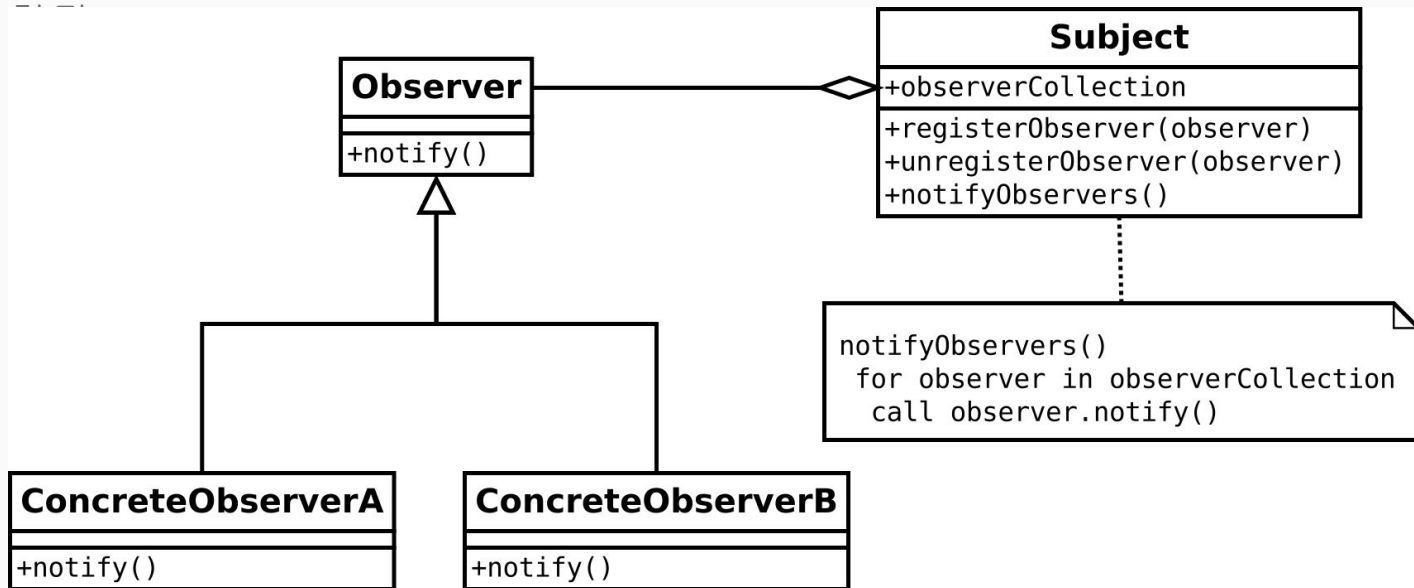 Subject
+observerCollection
+registerObserver(observer)
+unregisterObserver(observer)
+notifyObservers()
Observer
+notify()
notifyObservers()
for observer in observerCollection
call observer.notify()
ConcreteObserverA
+notify()
ConcreteObserverB
+notify()